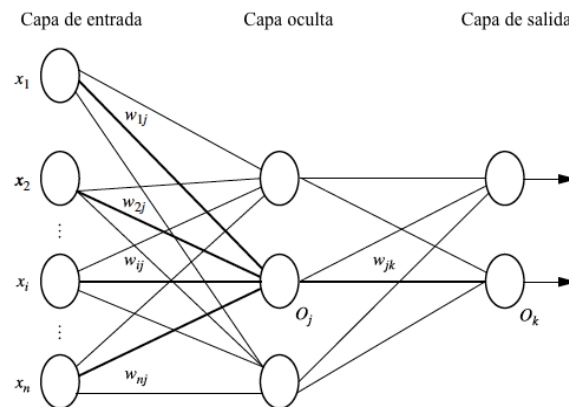 Capa de entrada Capa oculta Capa de salida
x1
w1j
x2
w2j
⋮
wij
wjk
xi
Oj
Ok
⋮
wnj
xn